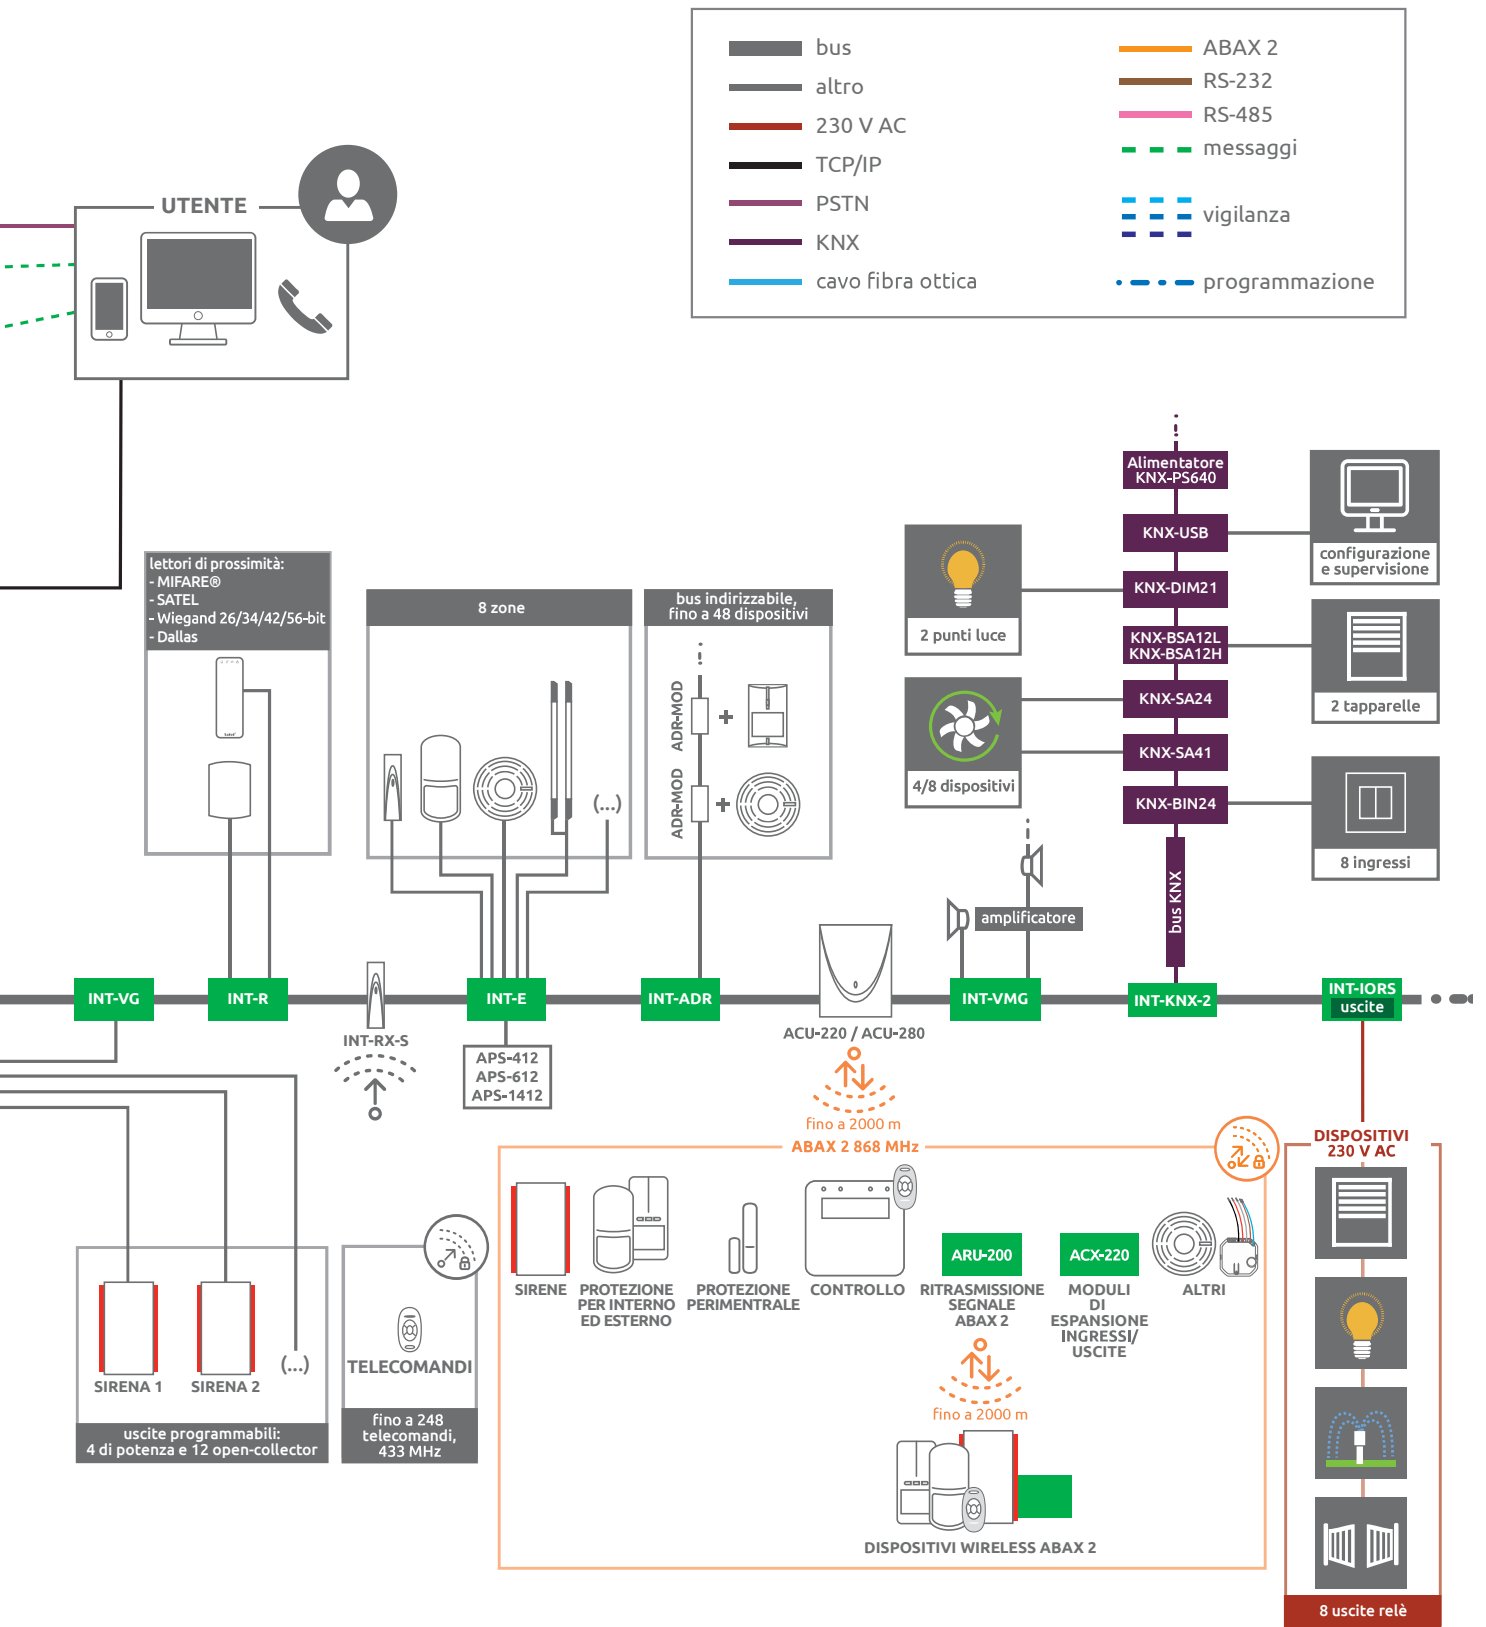 bus
altro
230 V AC
TCP/IP
PSTN
KNX
cavo fibra ottica
ABAX 2
RS-232
RS-485
messaggi
vigilanza
programmazione
UTENTE
Alimentatore
KNX-PS640
KNX-USB
KNX-DIM21
KNX-BSA12L
KNX-BSA12H
KNX-SA24
KNX-SA41
KNX-BIN24
bus KNX
configurazione
e supervisione
2 punti luce
2 tapparelle
4/8 dispositivi
8 ingressi
lettori di prossimità:
- MIFARE®
- SATEL
- Wiegand 26/34/42/56-bit
- Dallas
Satel
8 zone
(...)
bus indirizzabile,
fino a 48 dispositivi
ADR-MOD
+
ADR-MOD
+
amplificatore
INT-VG
INT-R
INT-RX-S
INT-E
APS-412
APS-612
APS-1412
INT-ADR
ACU-220 / ACU-280
INT-VMG
INT-KNX-2
INT-IORS
uscite
fino a 2000 m
ABAX 2 868 MHz
SIRENE
PROTEZIONE
PER INTERNO
ED ESTERNO
PROTEZIONE
PERIMENTRALE
CONTROLLO
ARU-200
RITRASMISSIONE
SEGNALE
ABAX 2
ACX-220
MODULI
DI
ESPANSIONE
INGRESSI/
USCITE
ALTRI
fino a 2000 m
DISPOSITIVI WIRELESS ABAX 2
DISPOSITIVI
230 V AC
8 uscite relè
SIRENA 1
SIRENA 2
(...)
uscite programmabili:
4 di potenza e 12 open-collector
TELECOMANDI
fino a 248
telecomandi,
433 MHz